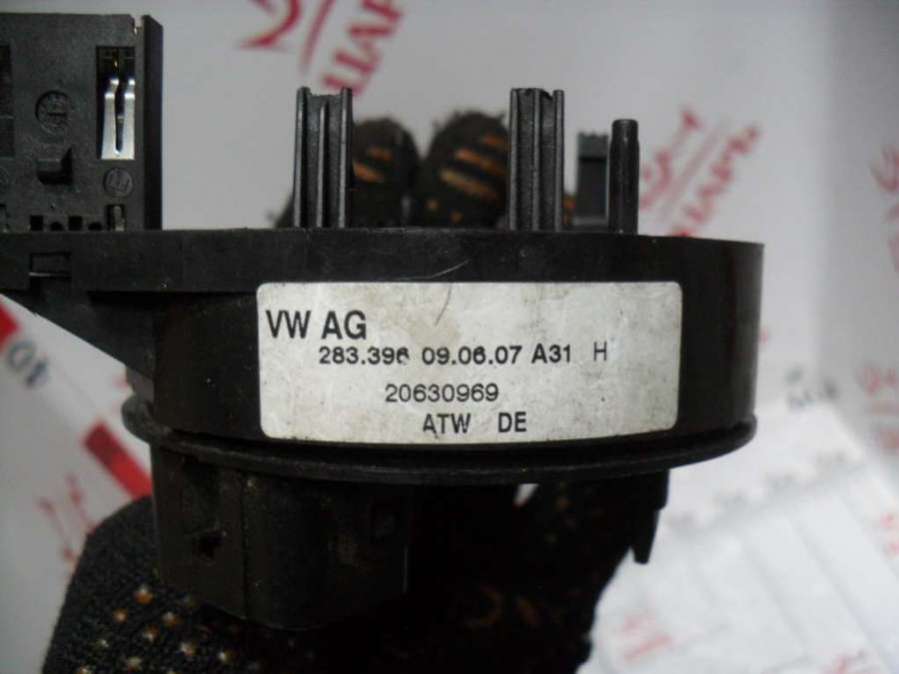 VW AG
283.396 09.06.07 A31 H
20630969
ATW DE